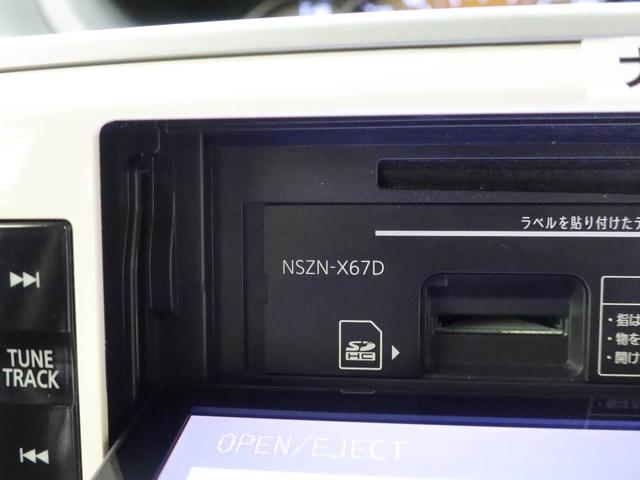 ラベルを貼り付けたデ
NSZN-X67D
・指は
・物を
・開け
SD
HC
TUNE
TRACK
OPEN/EJECT